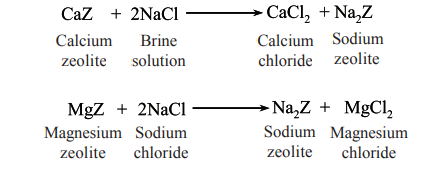 CaZ + 2NaCl → CaCl₂ + Na₂Z
Calcium Brine Calcium Sodium
zeolite solution chloride zeolite
MgZ + 2NaCl → Na₂Z + MgCl₂
Magnesium Sodium Sodium Magnesium
zeolite chloride zeolite chloride